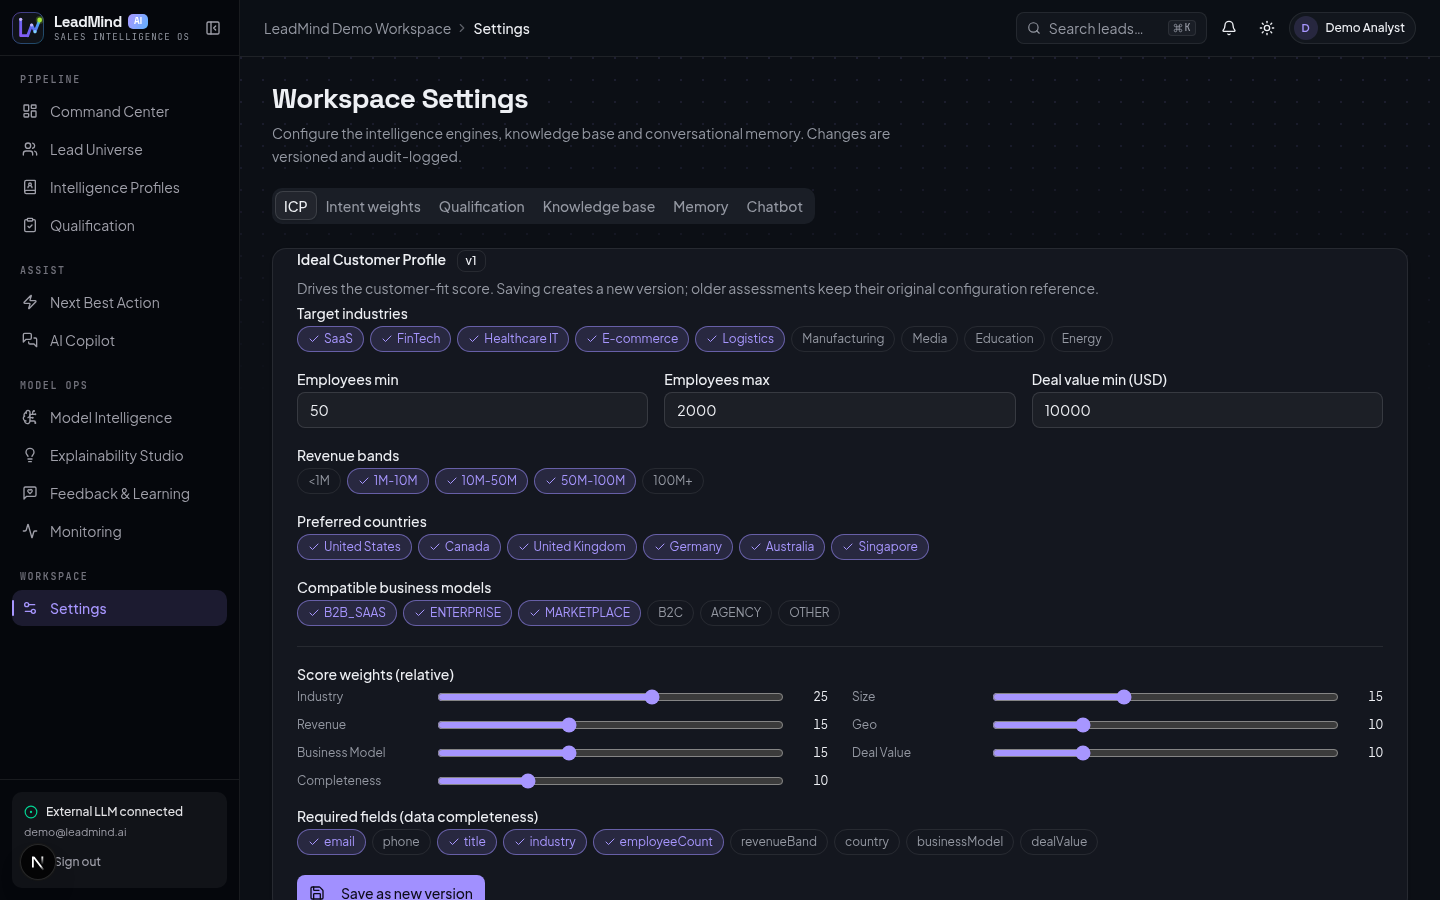 LeadMind AI
SALES INTELLIGENCE OS
LeadMind Demo Workspace > Settings
Search leads... ⌘K
D Demo Analyst
PIPELINE
Command Center
Lead Universe
Intelligence Profiles
Qualification
ASSIST
Next Best Action
AI Copilot
MODEL OPS
Model Intelligence
Explainability Studio
Feedback & Learning
Monitoring
WORKSPACE
Settings
External LLM connected
demo@leadmind.ai
N Sign out
Workspace Settings
Configure the intelligence engines, knowledge base and conversational memory. Changes are
versioned and audit-logged.
ICP Intent weights Qualification Knowledge base Memory Chatbot
Ideal Customer Profile v1
Drives the customer-fit score. Saving creates a new version; older assessments keep their original configuration reference.
Target industries
SaaS FinTech Healthcare IT E-commerce Logistics Manufacturing Media Education Energy
Employees min Employees max Deal value min (USD)
50 2000 10000
Revenue bands
<1M 1M-10M 10M-50M 50M-100M 100M+
Preferred countries
United States Canada United Kingdom Germany Australia Singapore
Compatible business models
B2B_SAAS ENTERPRISE MARKETPLACE B2C AGENCY OTHER
Score weights (relative)
Industry 25 Size 15
Revenue 15 Geo 10
Business Model 15 Deal Value 10
Completeness 10
Required fields (data completeness)
email phone title industry employeeCount revenueBand country businessModel dealValue
Save as new version